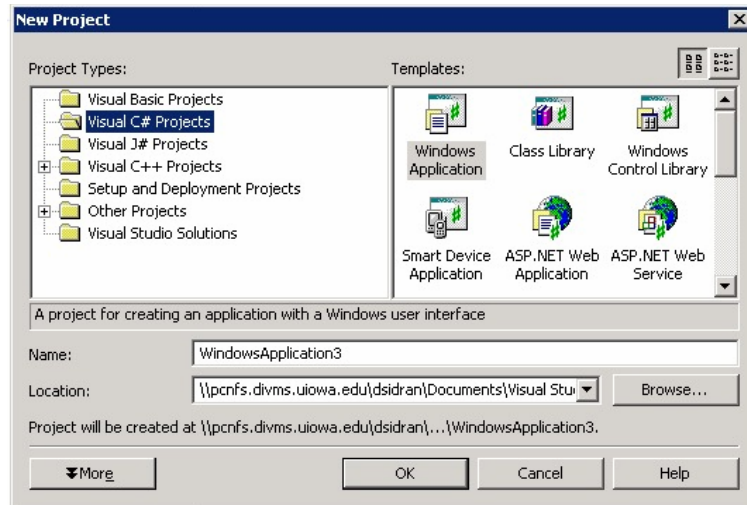 New Project
Project Types:
Templates:
Visual Basic Projects
Visual C# Projects
Visual J# Projects
Visual C++ Projects
Setup and Deployment Projects
Other Projects
Visual Studio Solutions
Windows Application
Class Library
Windows Control Library
Smart Device Application
ASP.NET Web Application
ASP.NET Web Service
A project for creating an application with a Windows user interface
Name:
WindowsApplication3
Location:
\\pcnfs.divms.uiowa.edu\dsidran\Documents\Visual Stu
Browse...
Project will be created at \\pcnfs.divms.uiowa.edu\dsidran\...\WindowsApplication3.
More
OK
Cancel
Help